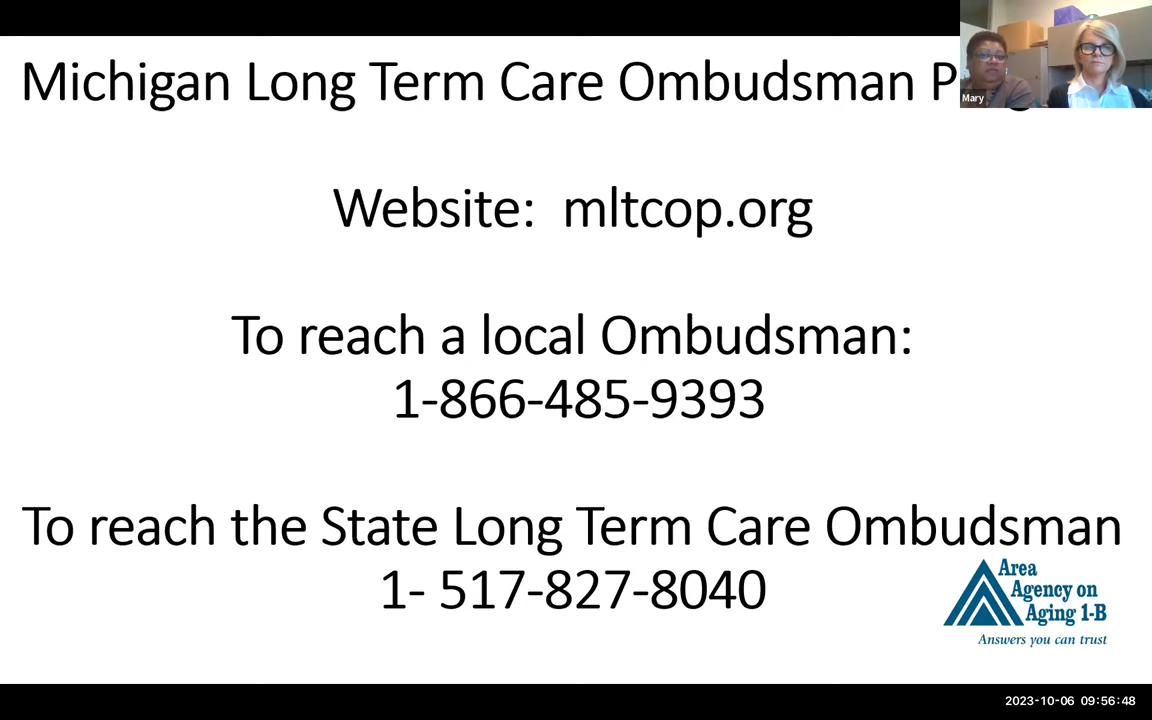 Michigan Long Term Care Ombudsman P
Mary
Website: mltcop.org
To reach a local Ombudsman:
1-866-485-9393
To reach the State Long Term Care Ombudsman
1- 517-827-8040
Area
Agency on
Aging 1-B
Answers you can trust
2023-10-06 09:56:48